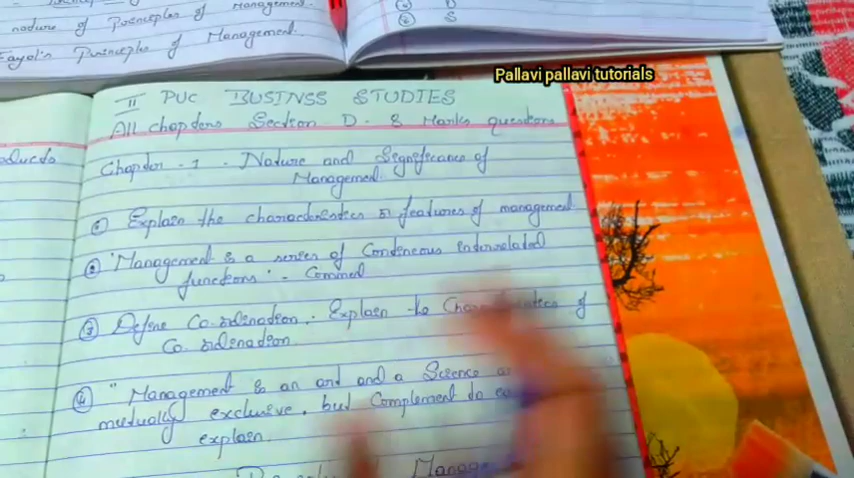 nature of Principles of Management.
Fayol's Principles of Management.
② S
Pallavi pallavi tutorials
II PUC BUSINSS STUDIES
All chapters Section D - 8 Marks questions
Chapter - 1 - Nature and Significance of
Management.
① Explain the characteristics or features of management
② "Management is a series of Continuous interrelated
functions" - Comment
③ Define Co-ordination. Explain the of
Co-ordination
④ "Management is an art and a Science
mutually exclusive, but Complement to
explain.